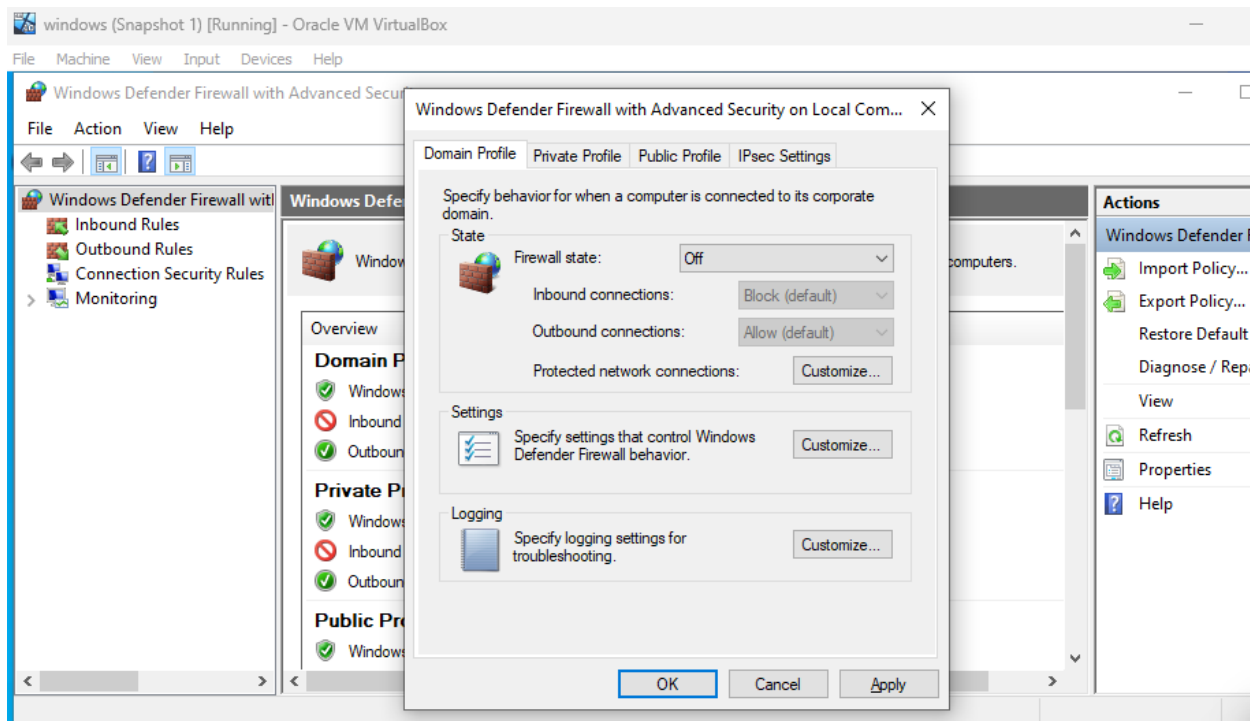 windows (Snapshot 1) [Running] - Oracle VM VirtualBox
File Machine View Input Devices Help
Windows Defender Firewall with Advanced Secur
File Action View Help
Windows Defender Firewall witl
Inbound Rules
Outbound Rules
Connection Security Rules
Monitoring
Windows Defe
Window
computers.
Overview
Domain P
Windows
Inbound
Outboun
Private Pr
Windows
Inbound
Outboun
Public Pro
Windows
Windows Defender Firewall with Advanced Security on Local Com...
Domain Profile Private Profile Public Profile IPsec Settings
Specify behavior for when a computer is connected to its corporate
domain.
State
Firewall state: Off
Inbound connections: Block (default)
Outbound connections: Allow (default)
Protected network connections: Customize...
Settings
Specify settings that control Windows
Defender Firewall behavior.
Customize...
Logging
Specify logging settings for
troubleshooting.
Customize...
OK Cancel Apply
Actions
Windows Defender F
Import Policy...
Export Policy...
Restore Default
Diagnose / Repa
View
Refresh
Properties
Help